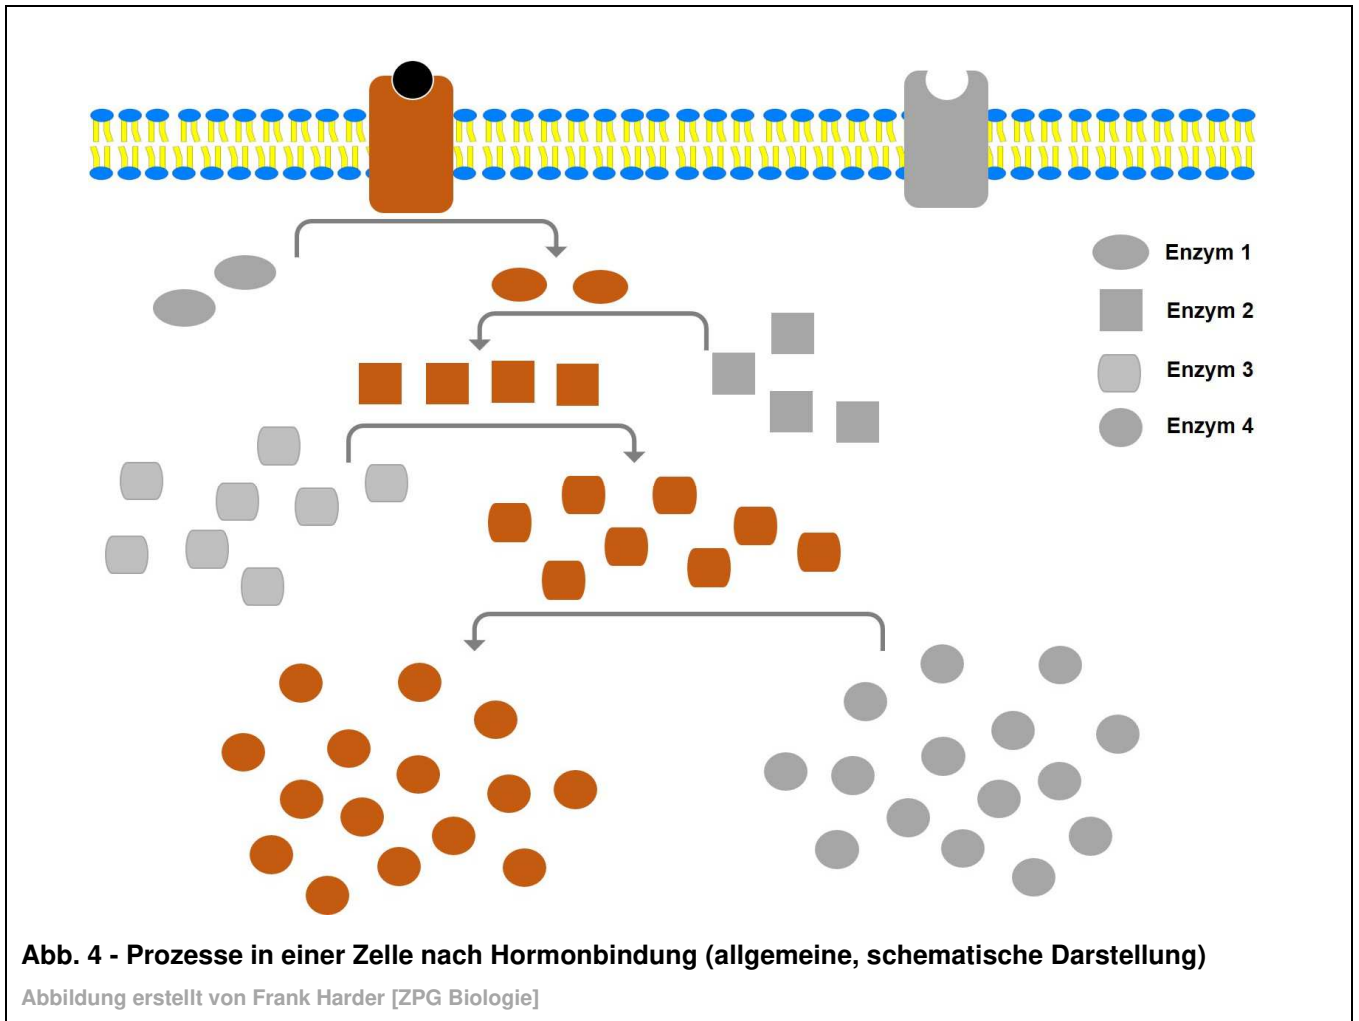 Enzym 1
Enzym 2
Enzym 3
Enzym 4
Abb. 4 - Prozesse in einer Zelle nach Hormonbindung (allgemeine, schematische Darstellung)
Abbildung erstellt von Frank Harder [ZPG Biologie]